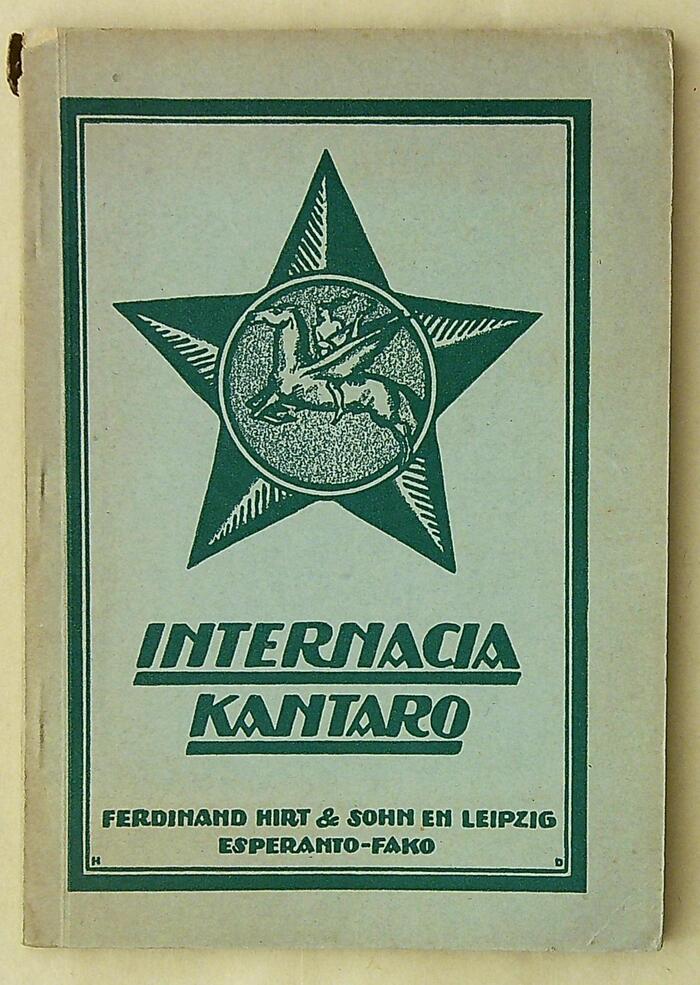 INTERNACIA
KANTARO
FERDINAND HIRT & SOHN EN LEIPZIG
ESPERANTO-FAKO
H D